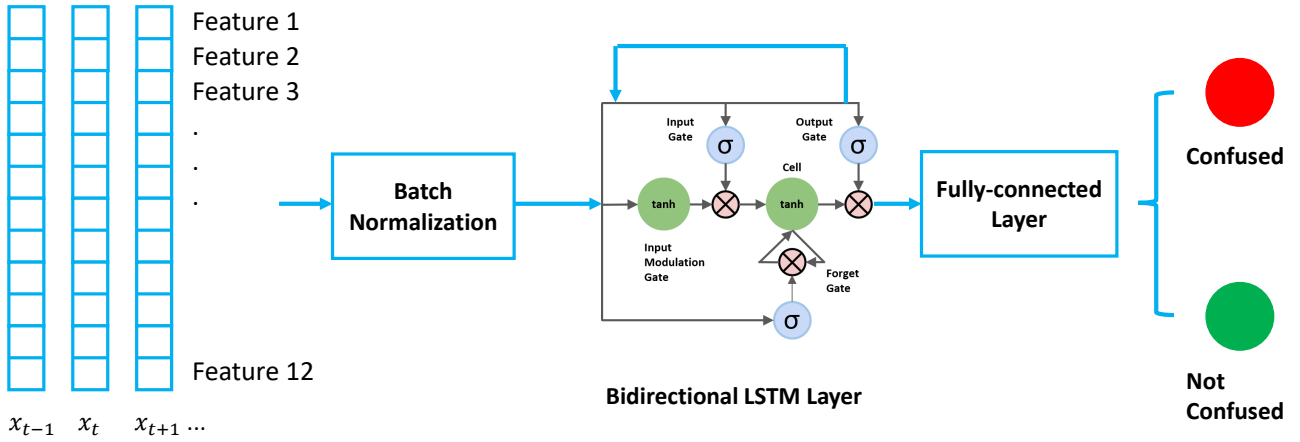 Feature 1
Feature 2
Feature 3
.
.
.
Feature 12
x_{t−1} x_t x_{t+1} ...
Batch
Normalization
Input
Gate
σ
Output
Gate
σ
Cell
tanh
tanh
Input
Modulation
Gate
Forget
Gate
σ
Bidirectional LSTM Layer
Fully-connected
Layer
Confused
Not
Confused